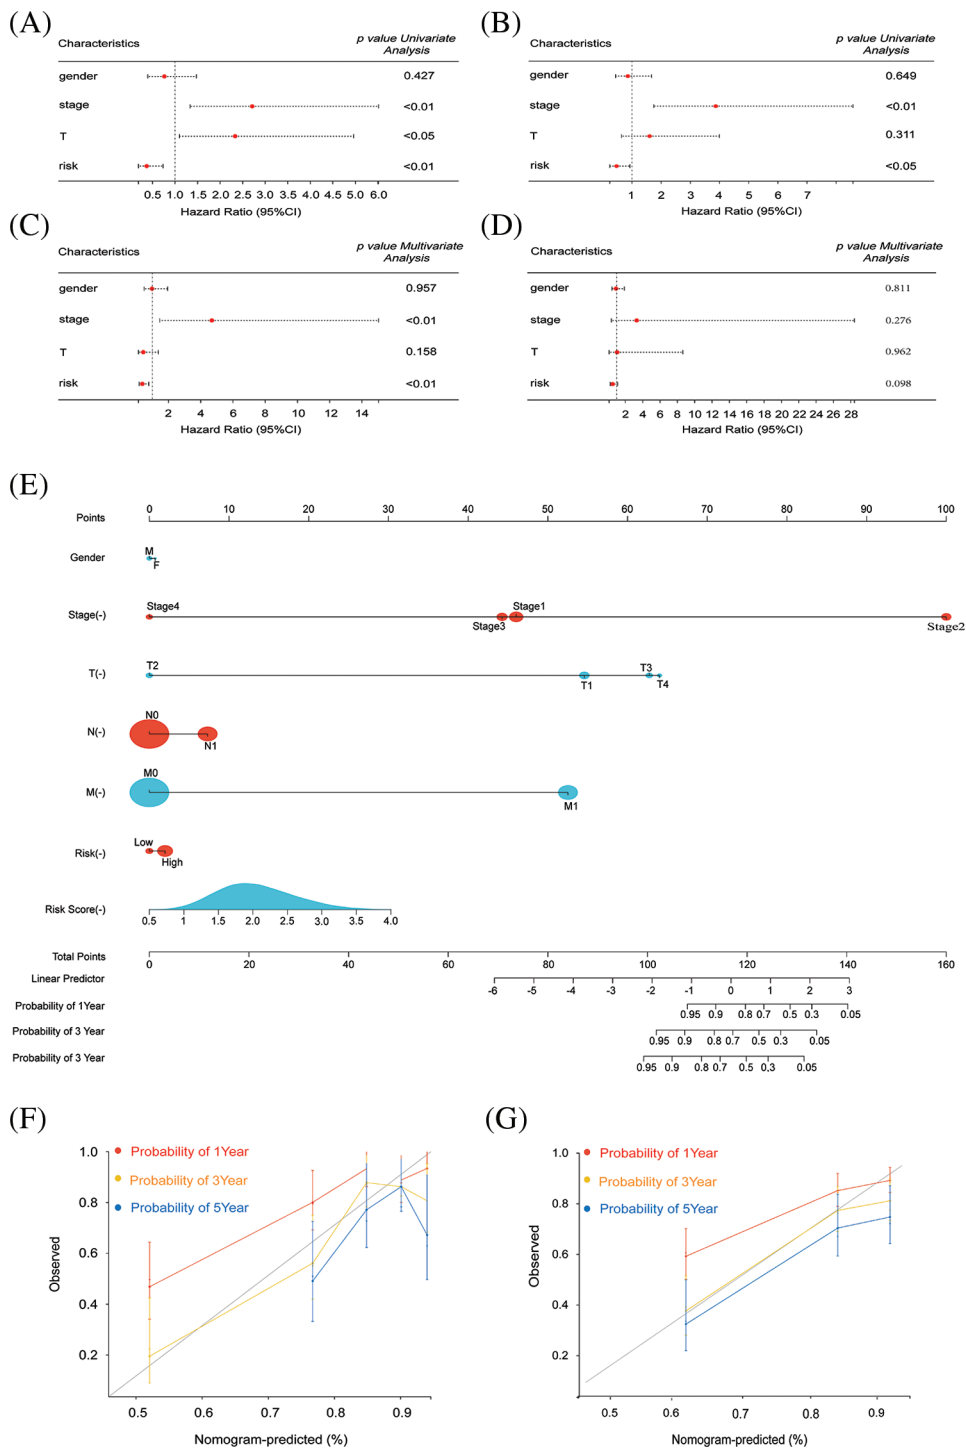 (A)
Characteristics
p value Univariate
Analysis
gender
0.427
stage
<0.01
T
<0.05
risk
<0.01
0.5 1.0 1.5 2.0 2.5 3.0 3.5 4.0 4.5 5.0 6.0
Hazard Ratio (95%CI)
(B)
Characteristics
p value Univariate
Analysis
gender
0.649
stage
<0.01
T
0.311
risk
<0.05
1 2 3 4 5 6 7
Hazard Ratio (95%CI)
(C)
Characteristics
p value Multivariate
Analysis
gender
0.957
stage
<0.01
T
0.158
risk
<0.01
2 4 6 8 10 12 14
Hazard Ratio (95%CI)
(D)
Characteristics
p value Multivariate
Analysis
gender
0.811
stage
0.276
T
0.962
risk
0.098
2 4 6 8 10 12 14 16 18 20 22 24 26 28
Hazard Ratio (95%CI)
(E)
Points
0 10 20 30 40 50 60 70 80 90 100
Gender
M
F
Stage(-)
Stage4
Stage3
Stage1
Stage2
T(-)
T2
T1
T3
T4
N(-)
N0
N1
M(-)
M0
M1
Risk(-)
Low
High
Risk Score(-)
0.5 1 1.5 2.0 2.5 3.0 3.5 4.0
Total Points
0 20 40 60 80 100 120 140 160
Linear Predictor
-6 -5 -4 -3 -2 -1 0 1 2 3
Probability of 1Year
0.95 0.9 0.8 0.7 0.5 0.3 0.05
Probability of 3 Year
0.95 0.9 0.8 0.7 0.5 0.3 0.05
Probability of 3 Year
0.95 0.9 0.8 0.7 0.5 0.3 0.05
(F)
Probability of 1Year
Probability of 3Year
Probability of 5Year
Observed
1.0
0.8
0.6
0.4
0.2
0.5 0.6 0.7 0.8 0.9
Nomogram-predicted (%)
(G)
Probability of 1Year
Probability of 3Year
Probability of 5Year
Observed
1.0
0.8
0.6
0.4
0.2
0.5 0.6 0.7 0.8 0.9
Nomogram-predicted (%)